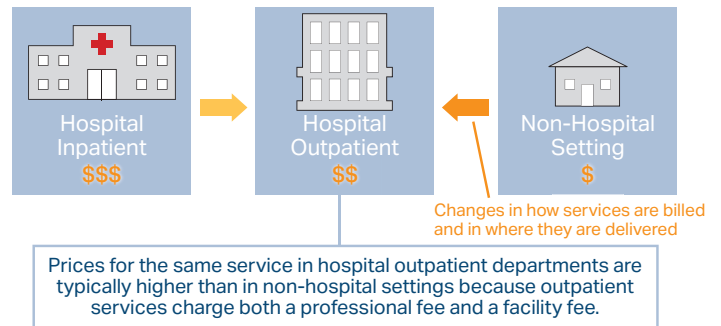 Hospital
Inpatient
$$$
Hospital
Outpatient
$$
Non-Hospital
Setting
$
Changes in how services are billed
and in where they are delivered
Prices for the same service in hospital outpatient departments are
typically higher than in non-hospital settings because outpatient
services charge both a professional fee and a facility fee.